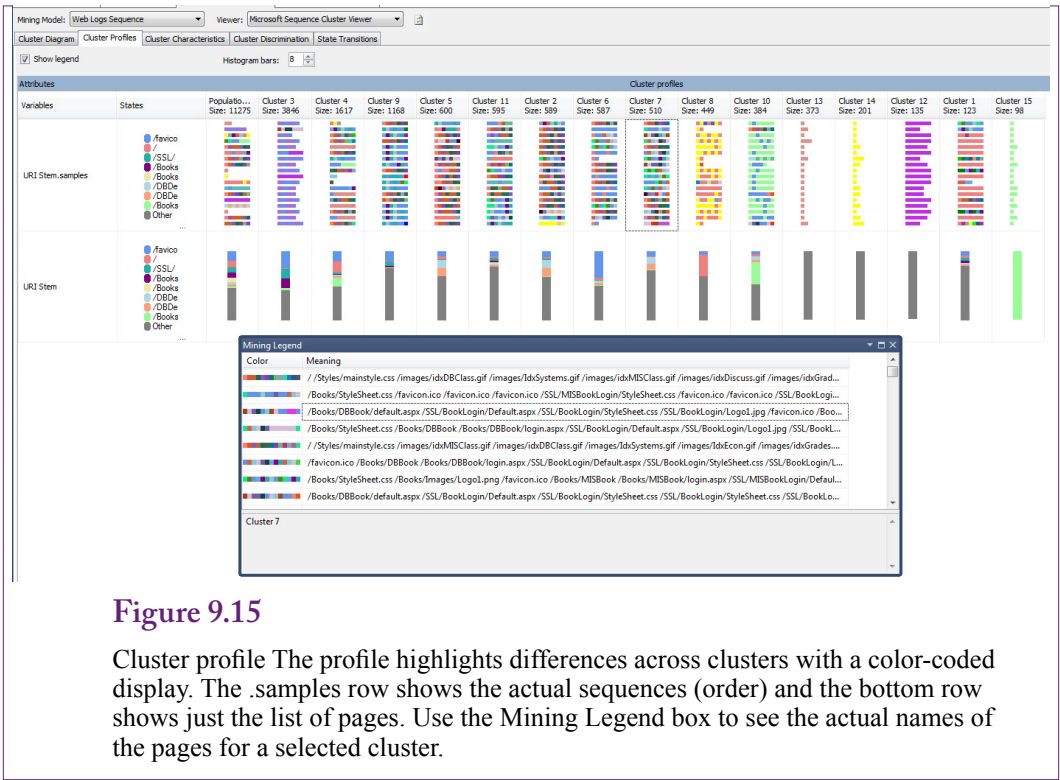 Mining Model: Web Logs Sequence Viewer: Microsoft Sequence Cluster Viewer
Cluster Diagram Cluster Profiles Cluster Characteristics Cluster Discrimination State Transitions
Show legend Histogram bars: 8
Attributes Cluster profiles
Variables States Populatio... Cluster 3 Cluster 4 Cluster 9 Cluster 5 Cluster 11 Cluster 2 Cluster 6 Cluster 7 Cluster 8 Cluster 10 Cluster 13 Cluster 14 Cluster 12 Cluster 1 Cluster 15
Size: 11275 Size: 3846 Size: 1617 Size: 1168 Size: 600 Size: 595 Size: 589 Size: 587 Size: 510 Size: 449 Size: 384 Size: 373 Size: 201 Size: 135 Size: 123 Size: 98
URI Stem.samples
/favico
/
/SSL/
/Books
/Books
/DBDe
/DBDe
/Books
Other
...
URI Stem
/favico
/
/SSL/
/Books
/Books
/DBDe
/DBDe
/Books
Other
...
Mining Legend
Color Meaning
/ /Styles/mainstyle.css /images/idxDBClass.gif /images/IdxSystems.gif /images/idxMISClass.gif /images/idxDiscuss.gif /images/idxGrad...
/Books/StyleSheet.css /favicon.ico /favicon.ico /favicon.ico /SSL/MISBookLogin/StyleSheet.css /favicon.ico /favicon.ico /SSL/BookLogi...
/Books/DBBook/default.aspx /SSL/BookLogin/Default.aspx /SSL/BookLogin/StyleSheet.css /SSL/BookLogin/Logo1.jpg /favicon.ico /Boo...
/Books/StyleSheet.css /Books/DBBook /Books/DBBook/login.aspx /SSL/BookLogin/Default.aspx /SSL/BookLogin/Logo1.jpg /SSL/BookL...
/ /Styles/mainstyle.css /images/idxMISClass.gif /images/idxDBClass.gif /images/IdxSystems.gif /images/IdxEcon.gif /images/idxGrades....
/favicon.ico /Books/DBBook /Books/DBBook/login.aspx /SSL/BookLogin/Default.aspx /SSL/BookLogin/StyleSheet.css /SSL/BookLogin/L...
/Books/StyleSheet.css /Books/Images/Logo1.png /favicon.ico /Books/MISBook /Books/MISBook/login.aspx /SSL/MISBookLogin/Defaul...
/Books/DBBook/default.aspx /SSL/BookLogin/Default.aspx /SSL/BookLogin/StyleSheet.css /SSL/BookLogin/StyleSheet.css /SSL/BookLo...
Cluster 7
Figure 9.15
Cluster profile The profile highlights differences across clusters with a color-coded
display. The .samples row shows the actual sequences (order) and the bottom row
shows just the list of pages. Use the Mining Legend box to see the actual names of
the pages for a selected cluster.